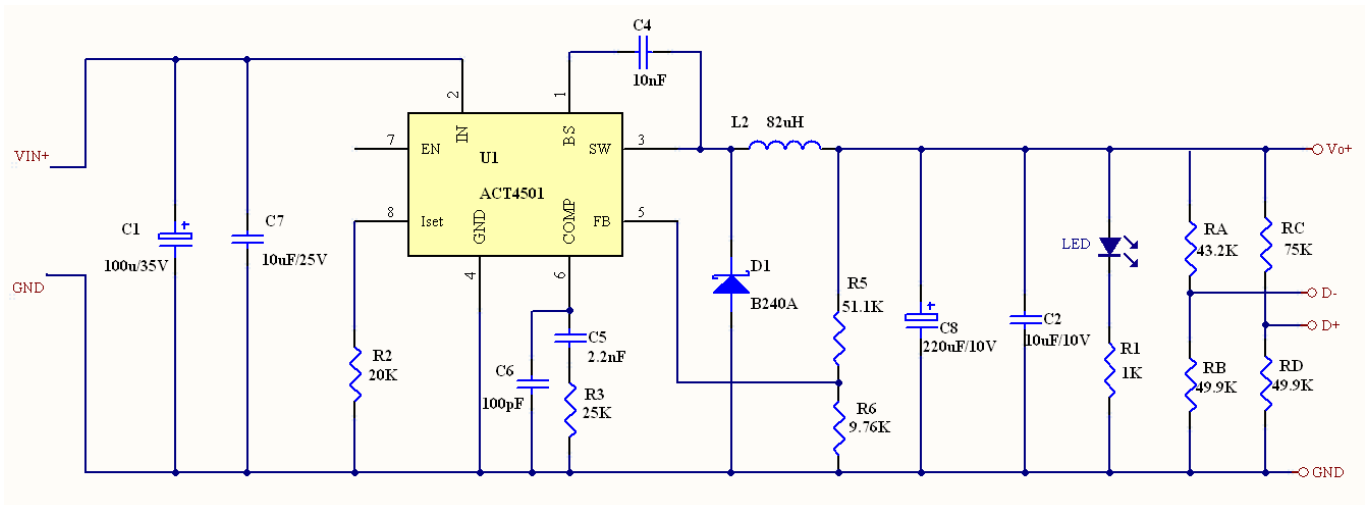 C4
10nF
1
2
BS
IN
L2 82uH
7 EN
U1
SW 3
VIN+
Vo+
ACT4501
8 Iset
GND
COMP
FB 5
C1
100u/35V
C7
10uF/25V
LED
RA
43.2K
RC
75K
4
6
D1
B240A
GND
D-
R5
51.1K
D+
C8
220uF/10V
C2
10uF/10V
C5
2.2nF
R2
20K
C6
100pF
R1
1K
RB
49.9K
RD
49.9K
R3
25K
R6
9.76K
GND